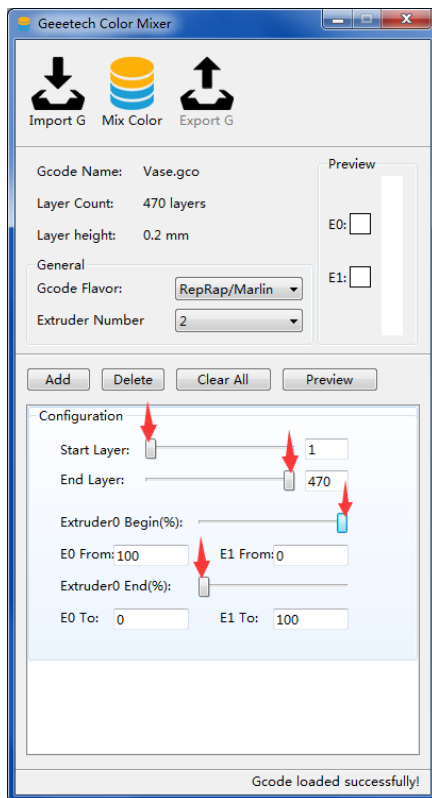 Geeetech Color Mixer
Import G Mix Color Export G
Gcode Name: Vase.gco
Layer Count: 470 layers
Layer height: 0.2 mm
Preview
E0:
E1:
General
Gcode Flavor: RepRap/Marlin
Extruder Number 2
Add Delete Clear All Preview
Configuration
Start Layer: 1
End Layer: 470
Extruder0 Begin(%):
E0 From: 100 E1 From: 0
Extruder0 End(%):
E0 To: 0 E1 To: 100
Gcode loaded successfully!